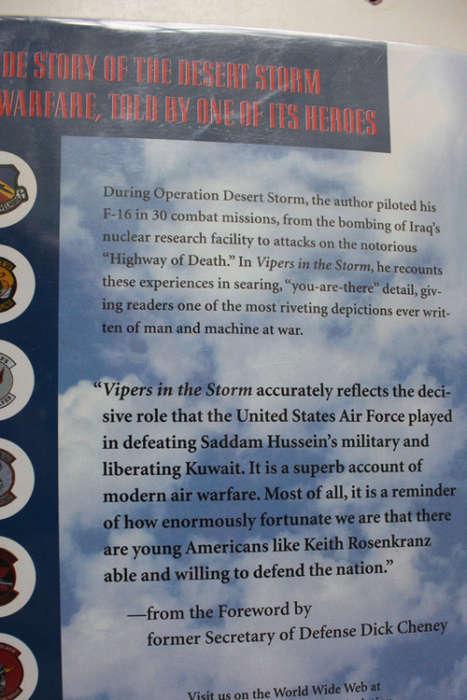 DE STORY OF THE DESERT STORM
WARFARE, TOLD BY ONE OF ITS HEROES
During Operation Desert Storm, the author piloted his
F-16 in 30 combat missions, from the bombing of Iraq's
nuclear research facility to attacks on the notorious
“Highway of Death.” In Vipers in the Storm, he recounts
these experiences in searing, “you-are-there” detail, giv-
ing readers one of the most riveting depictions ever writ-
ten of man and machine at war.
“Vipers in the Storm accurately reflects the deci-
sive role that the United States Air Force played
in defeating Saddam Hussein's military and
liberating Kuwait. It is a superb account of
modern air warfare. Most of all, it is a reminder
of how enormously fortunate we are that there
are young Americans like Keith Rosenkranz
able and willing to defend the nation.”
—from the Foreword by
former Secretary of Defense Dick Cheney
Visit us on the World Wide Web at